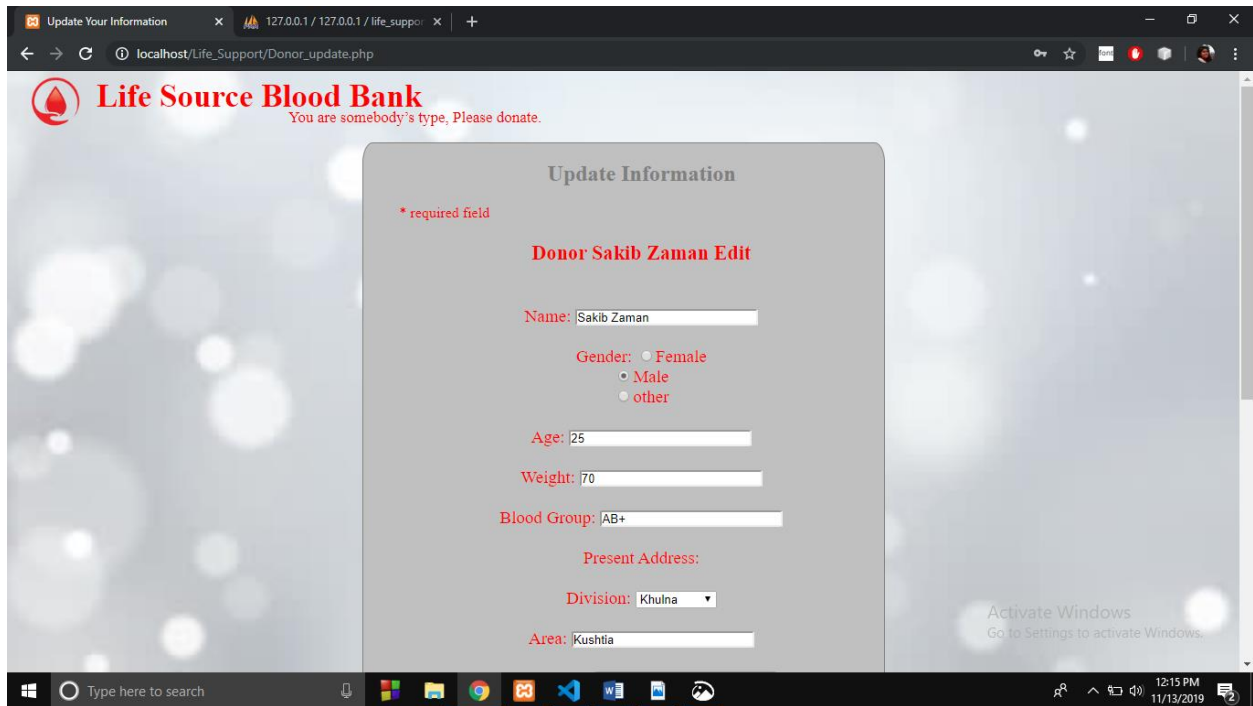 Update Your Information
127.0.0.1 / 127.0.0.1 / life_suppor
localhost/Life_Support/Donor_update.php
font
Life Source Blood Bank
You are somebody's type, Please donate.
Update Information
* required field
Donor Sakib Zaman Edit
Name: Sakib Zaman
Gender: Female
Male
other
Age: 25
Weight: 70
Blood Group: AB+
Present Address:
Division: Khulna
Area: Kushtia
Activate Windows
Go to Settings to activate Windows.
Type here to search
12:15 PM
11/13/2019
2